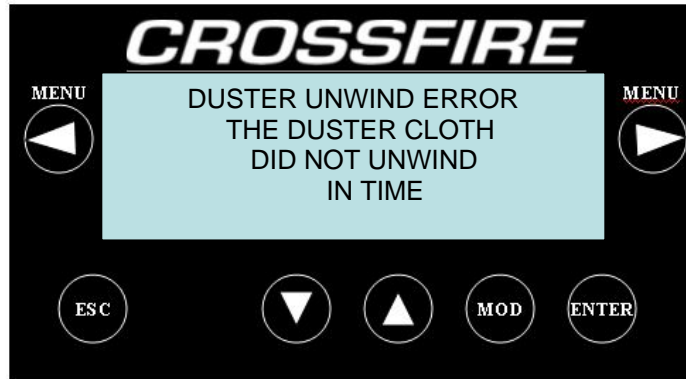 CROSSFIRE
MENU
MENU
DUSTER UNWIND ERROR
THE DUSTER CLOTH
DID NOT UNWIND
IN TIME
ESC
MOD
ENTER